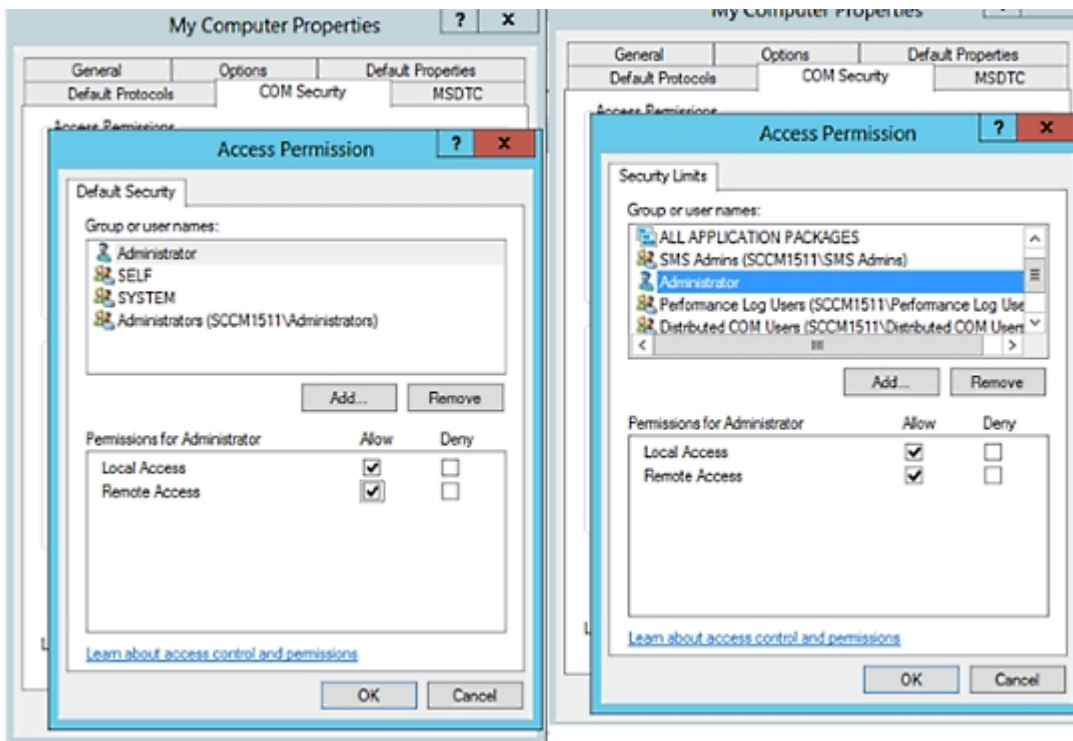 My Computer Properties
? X
General Options Default Properties
Default Protocols COM Security MSDTC
Access Permissions
Access Permission
? X
Default Security
Group or user names:
Administrator
SELF
SYSTEM
Administrators (SCCM1511\Administrators)
Add... Remove
Permissions for Administrator Allow Deny
Local Access
Remote Access
Learn about access control and permissions
OK Cancel
My Computer Properties
General Options Default Properties
Default Protocols COM Security MSDTC
Access Permissions
Access Permission
? X
Security Limits
Group or user names:
ALL APPLICATION PACKAGES
SMS Admins (SCCM1511\SMS Admins)
Administrator
Performance Log Users (SCCM1511\Performance Log Use
Distributed COM Users (SCCM1511\Distributed COM Users
Add... Remove
Permissions for Administrator Allow Deny
Local Access
Remote Access
Learn about access control and permissions
OK Cancel